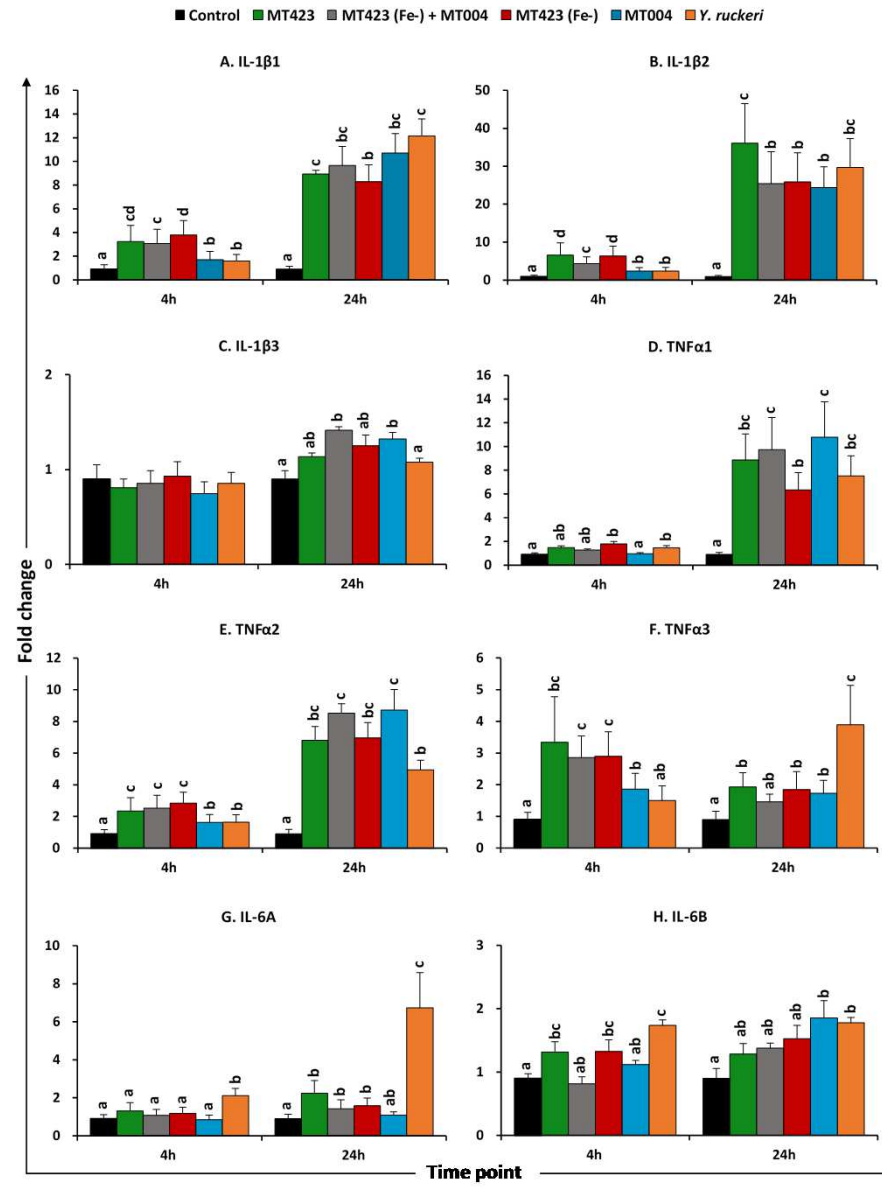 Control MT423 MT423 (Fe-) + MT004 MT423 (Fe-) MT004 Y. ruckeri
Fold change
A. IL-1β1
16
14
12
10
8
6
4
2
0
a cd c d b b a c bc b bc c
4h 24h
B. IL-1β2
50
40
30
20
10
0
a d c d b b a c b b b bc
4h 24h
C. IL-1β3
2
1
0
a ab b ab b a
4h 24h
D. TNFα1
16
14
12
10
8
6
4
2
0
a ab ab b a b a bc c b c bc
4h 24h
E. TNFα2
12
10
8
6
4
2
0
a c c c b b a bc c bc c b
4h 24h
F. TNFα3
6
5
4
3
2
1
0
a bc c c b ab a b ab b b c
4h 24h
G. IL-6A
10
8
6
4
2
0
a a a a a b a b b b ab c
4h 24h
H. IL-6B
3
2
1
0
a bc ab bc ab c a ab ab ab b b
4h 24h
Time point